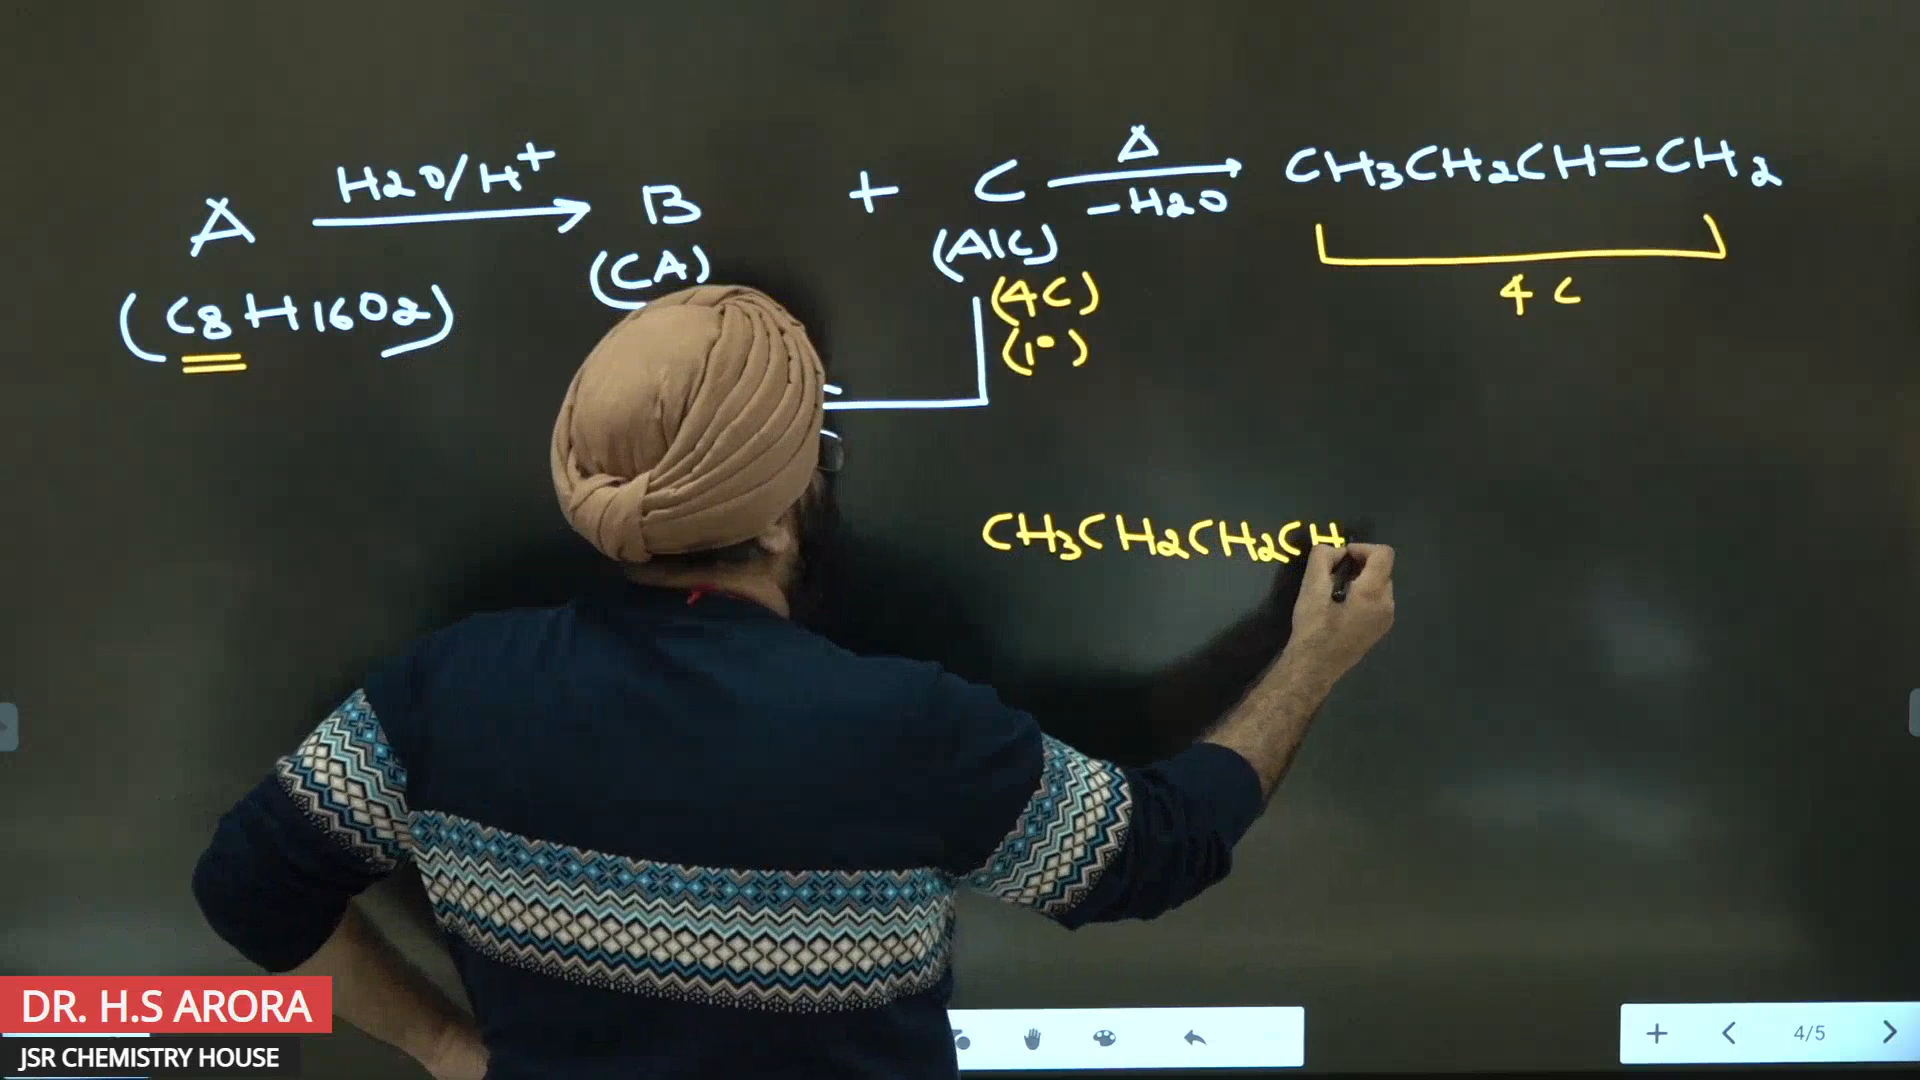 A H2O/H+ B + C Δ -H2O CH3CH2CH=CH2
(C8H16O2) (CA) (Alc) 4C
(4C)
(1°)
CH3CH2CH2CH
DR. H.S ARORA
JSR CHEMISTRY HOUSE
4/5